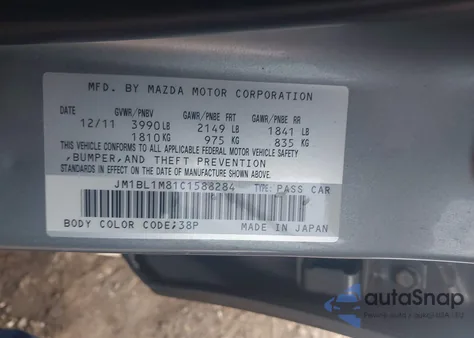 MFD. BY MAZDA MOTOR CORPORATION
DATE GVWR/PNBV GAWR/PNBE FRT GAWR/PNBE RR
12/11 3990LB 2149 LB 1841 LB
1810KG 975 KG 835 KG
THIS VEHICLE CONFORMS TO ALL APPLICABLE FEDERAL MOTOR VEHICLE SAFETY
,BUMPER,AND THEFT PREVENTION
STANDARDS IN EFFECT ON THE DATE OF MANUFACTURE SHOWN ABOVE.
JM1BL1M81C1588284 TYPE: PASS CAR
BODY COLOR CODE;38P MADE IN JAPAN
autoSnap